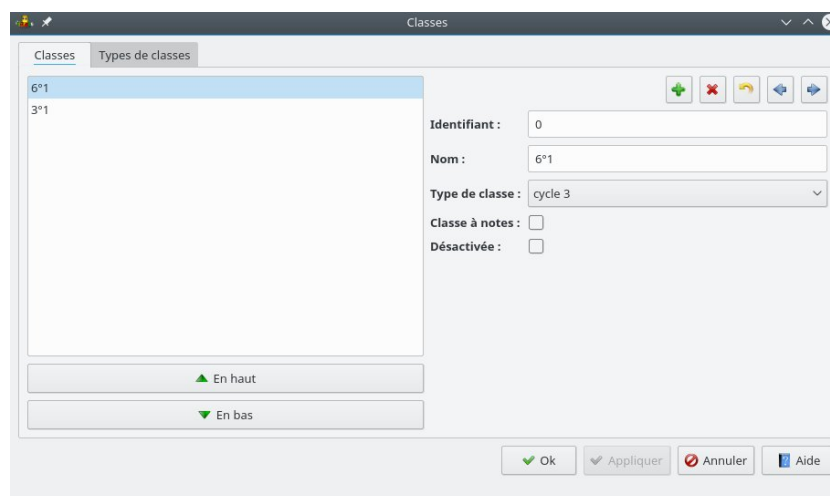 Classes
Classes Types de classes
6°1
3°1
Identifiant : 0
Nom : 6°1
Type de classe : cycle 3
Classe à notes :
Désactivée :
En haut
En bas
Ok Appliquer Annuler Aide